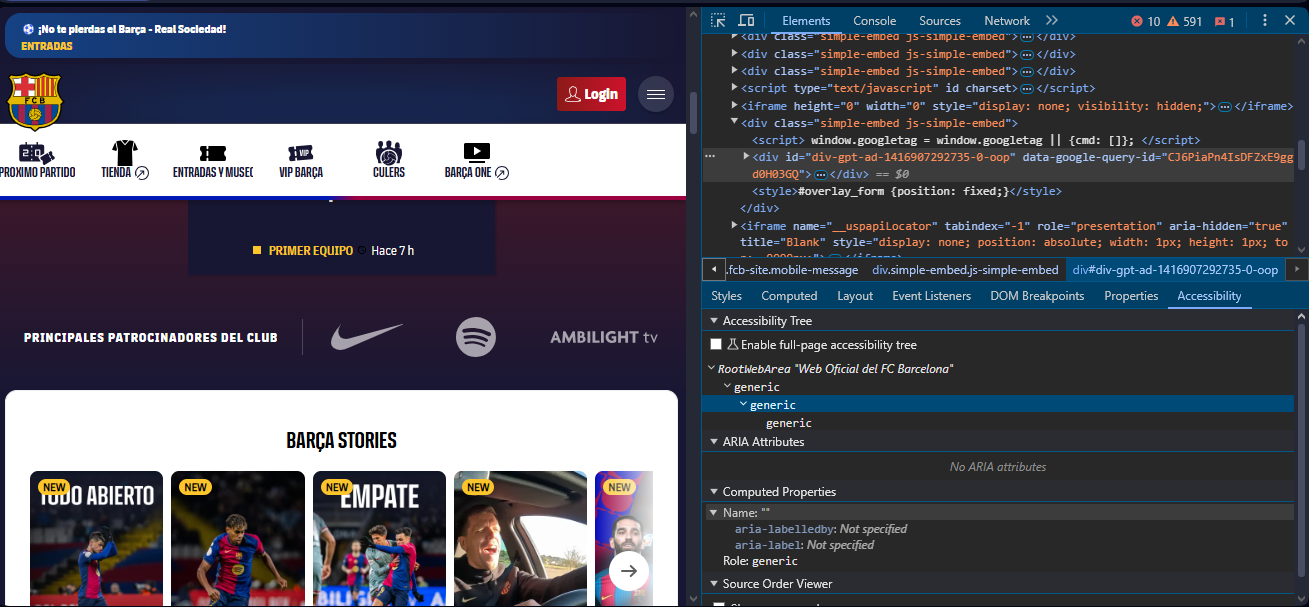 ¡No te pierdas el Barça - Real Sociedad!
ENTRADAS
FCB
Login
PROXIMO PARTIDO
TIENDA
ENTRADAS Y MUSEO
VIP
VIP BARÇA
CULERS
BARÇA ONE
PRIMER EQUIPO Hace 7 h
PRINCIPALES PATROCINADORES DEL CLUB
AMBILIGHT tv
BARÇA STORIES
NEW
TODO ABIERTO
NEW
NEW
EMPATE
NEW
NEW
Elements Console Sources Network 10 591 1
<div class="simple-embed js-simple-embed"></div>
<div class="simple-embed js-simple-embed"></div>
<div class="simple-embed js-simple-embed"></div>
<script type="text/javascript" id charset></script>
<iframe height="0" width="0" style="display: none; visibility: hidden;"></iframe>
<div class="simple-embed js-simple-embed">
<script> window.googletag = window.googletag || {cmd: []}; </script>
<div id="div-gpt-ad-1416907292735-0-oop" data-google-query-id="CJ6PiaPn4IsDFZxE9gg
d0H03GQ"></div> == $0
<style>#overlay_form {position: fixed;}</style>
</div>
<iframe name="__uspapiLocator" tabindex="-1" role="presentation" aria-hidden="true"
title="Blank" style="display: none; position: absolute; width: 1px; height: 1px; to
.fcb-site.mobile-message div.simple-embed.js-simple-embed div#div-gpt-ad-1416907292735-0-oop
Styles Computed Layout Event Listeners DOM Breakpoints Properties Accessibility
Accessibility Tree
Enable full-page accessibility tree
RootWebArea "Web Oficial del FC Barcelona"
generic
generic
generic
ARIA Attributes
No ARIA attributes
Computed Properties
Name: ""
aria-labelledby: Not specified
aria-label: Not specified
Role: generic
Source Order Viewer